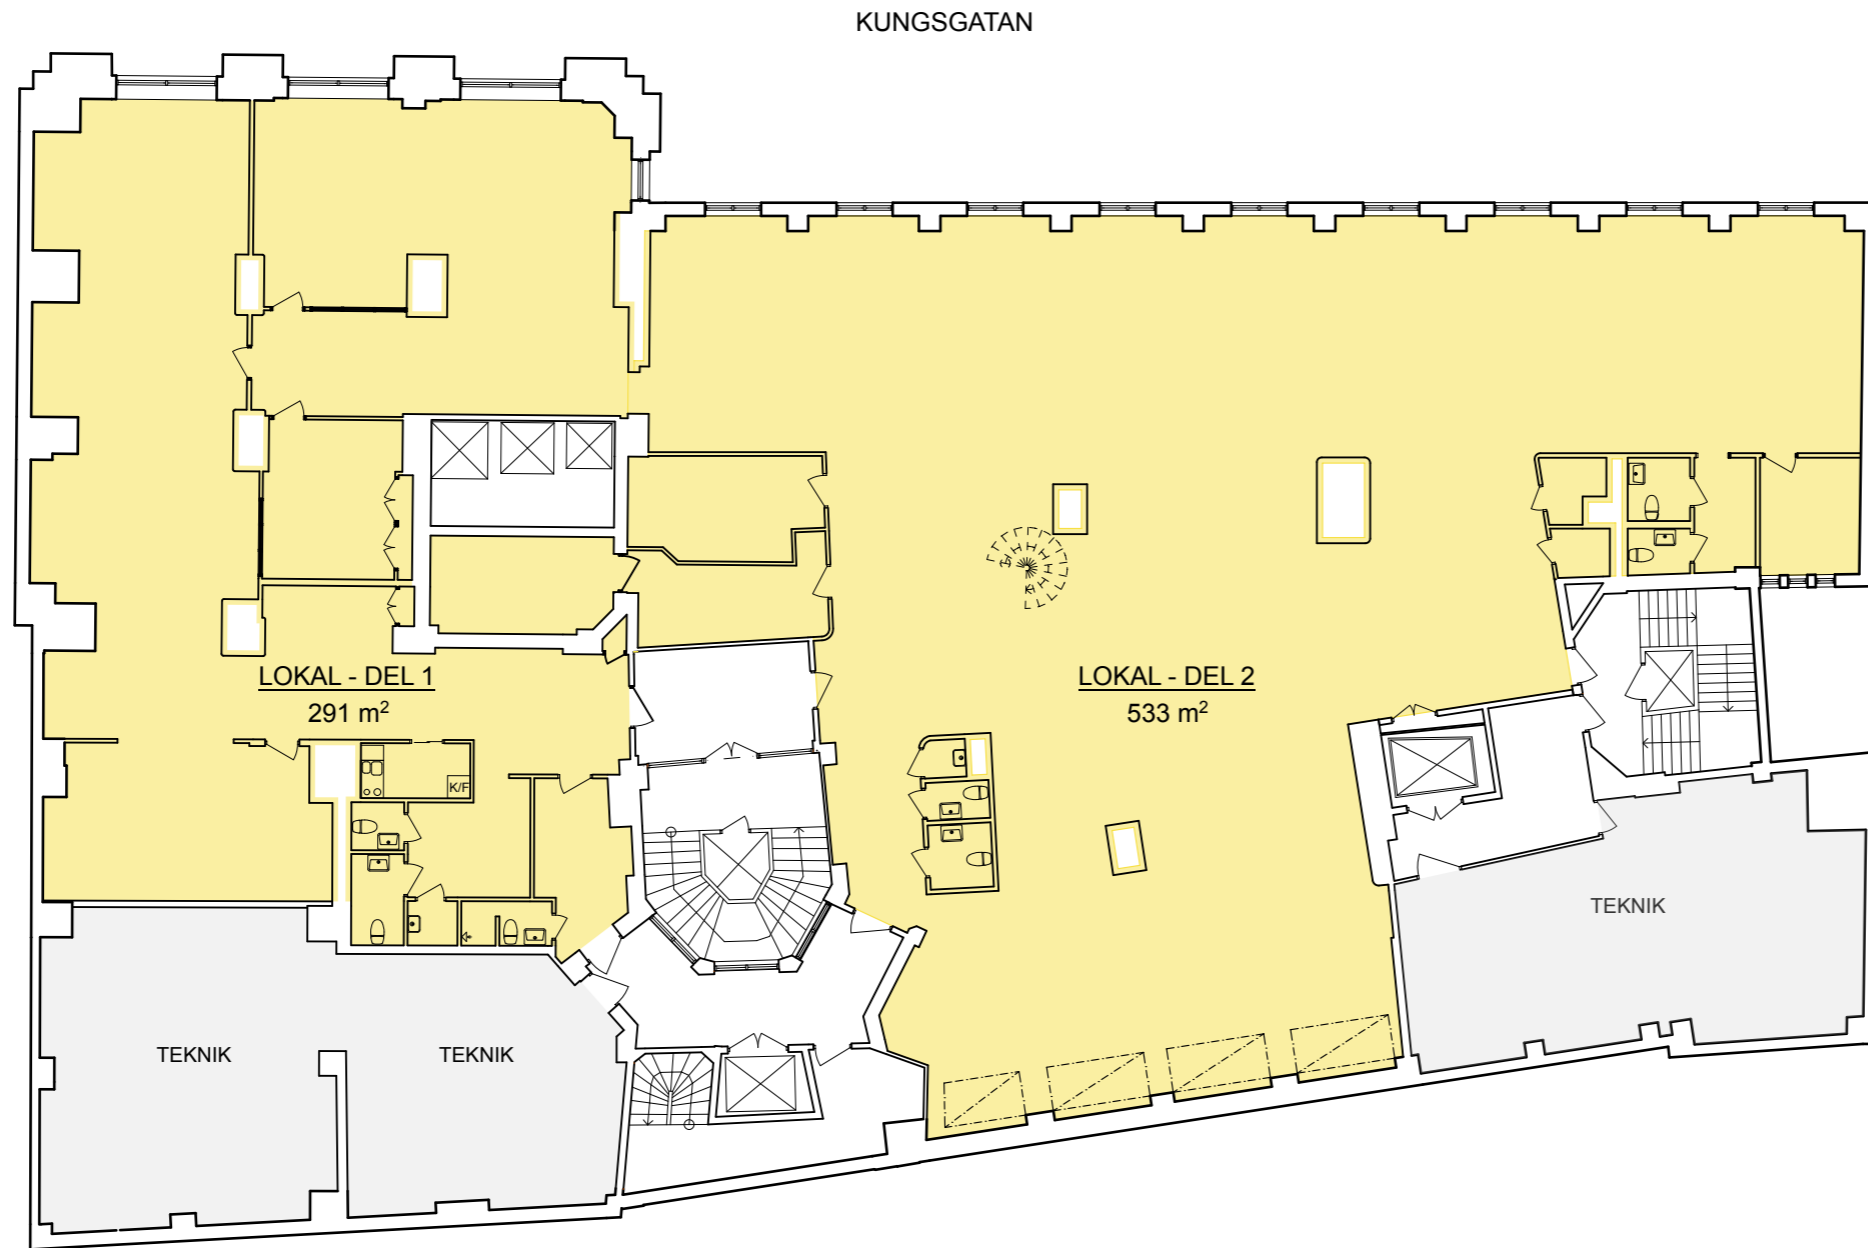 KUNGSGATAN
LOKAL - DEL 1
291 m²
LOKAL - DEL 2
533 m²
K/F
TEKNIK
TEKNIK
TEKNIK